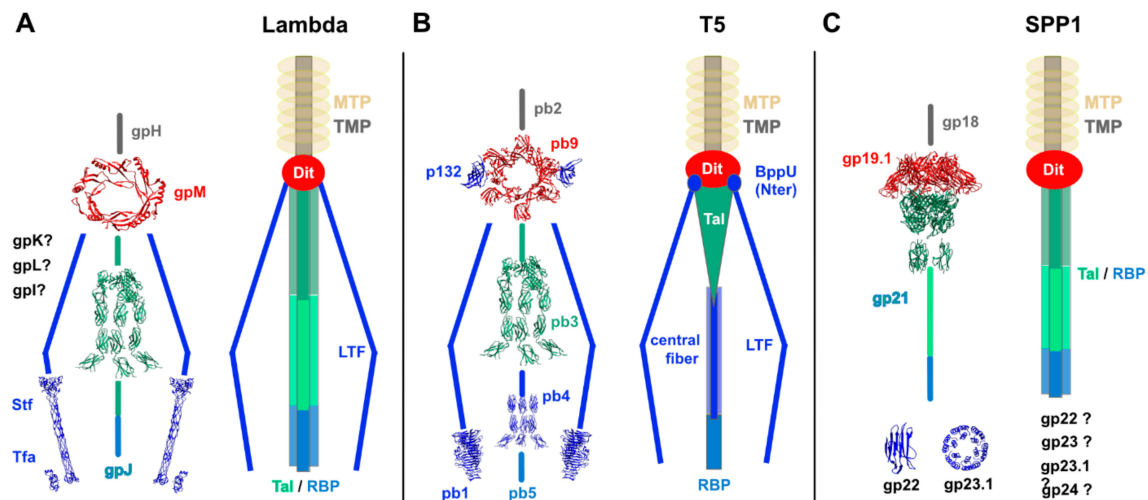 A
Lambda
gpH
gpM
gpK?
gpL?
gpI?
Stf
Tfa
gpJ
MTP
TMP
Dit
LTF
Tal / RBP
B
T5
pb2
pb9
p132
pb3
pb4
pb1
pb5
MTP
TMP
Dit
BppU
(Nter)
Tal
central
fiber
LTF
RBP
C
SPP1
gp18
gp19.1
gp21
gp22
gp23.1
MTP
TMP
Dit
Tal / RBP
gp22 ?
gp23 ?
gp23.1
?
gp24 ?